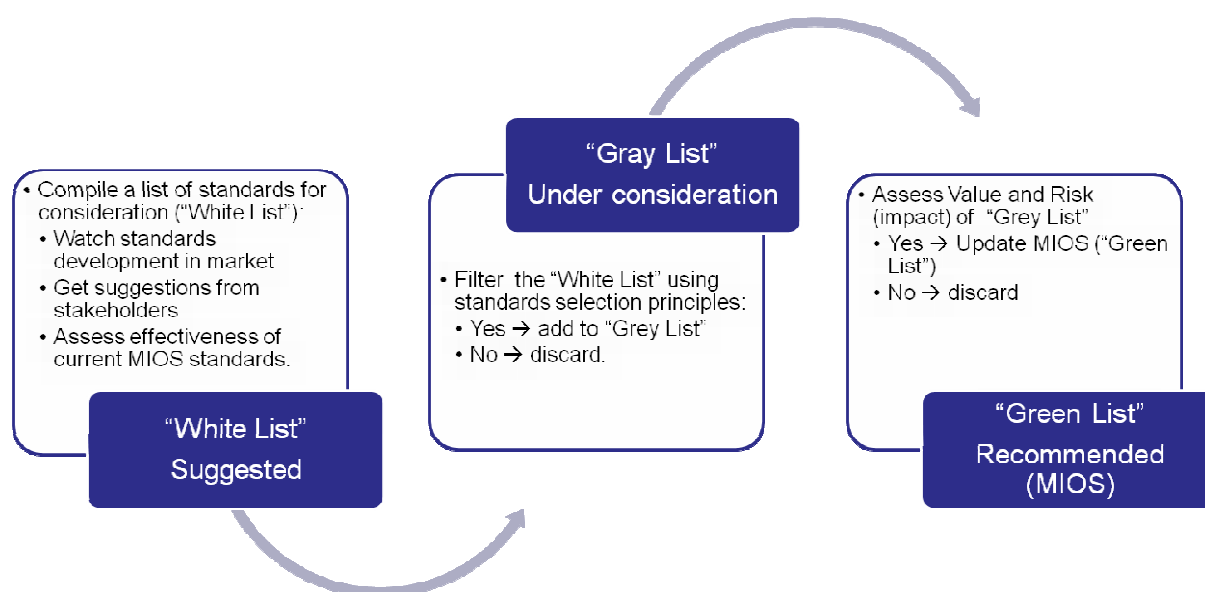 • Compile a list of standards for
consideration (“White List”):
• Watch standards
development in market
• Get suggestions from
stakeholders
• Assess effectiveness of
current MIOS standards.
“White List”
Suggested
“Gray List”
Under consideration
• Filter the “White List” using
standards selection principles:
• Yes → add to “Grey List”
• No → discard.
• Assess Value and Risk
(impact) of “Grey List”
• Yes → Update MIOS (“Green
List”)
• No → discard
“Green List”
Recommended
(MIOS)